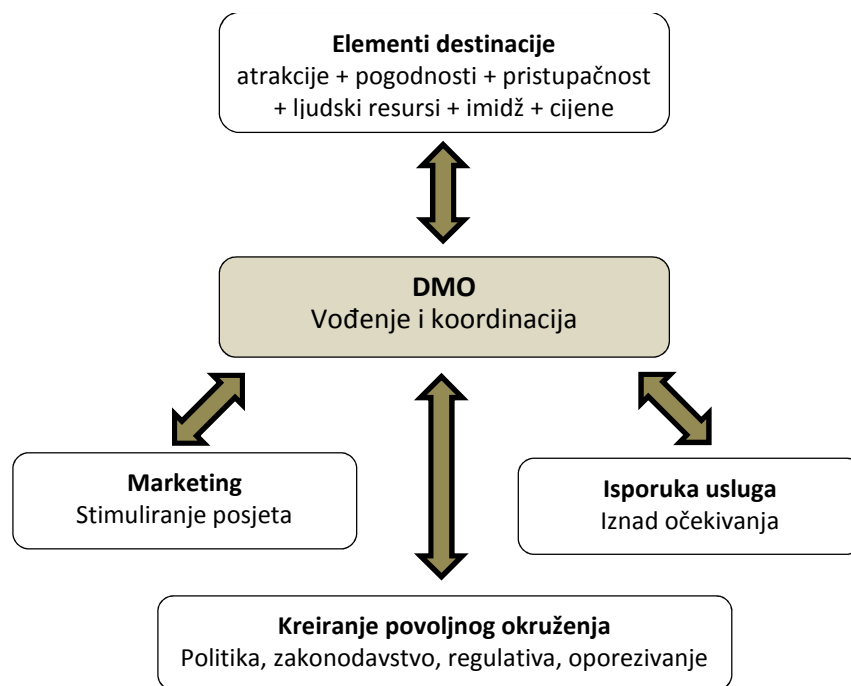 Elementi destinacije
atrakcije + pogodnosti + pristupačnost
+ ljudski resursi + imidž + cijene
DMO
Vođenje i koordinacija
Marketing
Stimuliranje posjeta
Isporuka usluga
Iznad očekivanja
Kreiranje povoljnog okruženja
Politika, zakonodavstvo, regulativa, oporezivanje